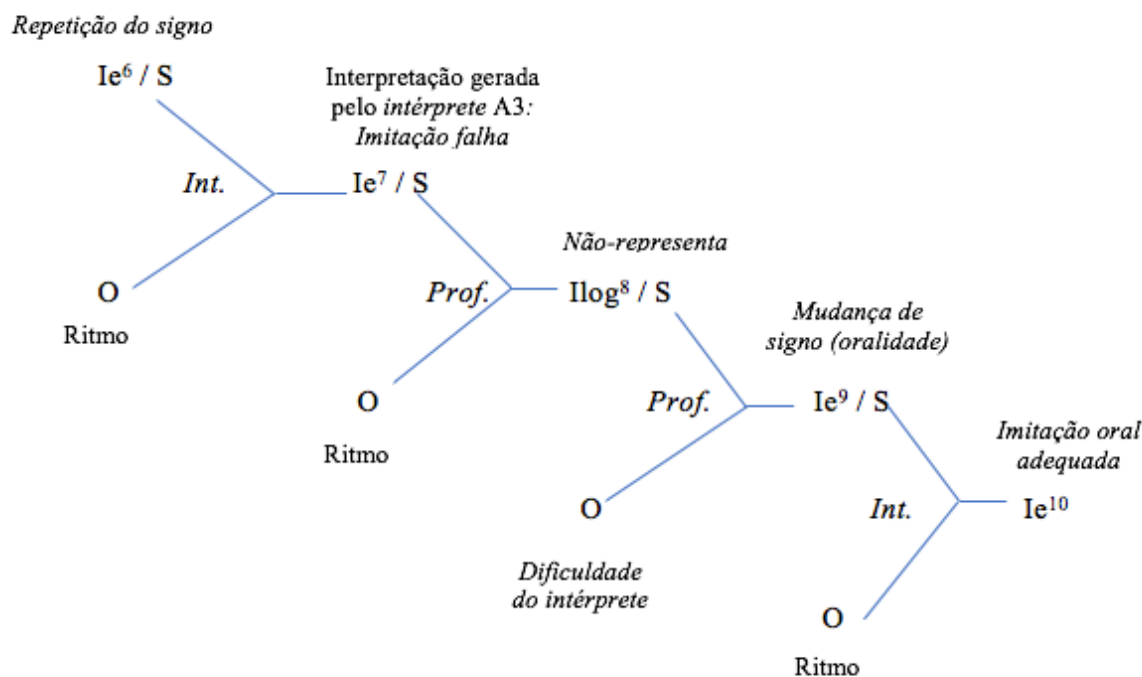 Repetição do signo
Ie⁶ / S
Interpretação gerada
pelo intérprete A3:
Imitação falha
Int.
Ie⁷ / S
O
Ritmo
Não-representa
Prof.
Ilog⁸ / S
O
Ritmo
Mudança de
signo (oralidade)
Prof.
Ie⁹ / S
O
Dificuldade
do intérprete
Imitação oral
adequada
Int.
Ie¹⁰
O
Ritmo